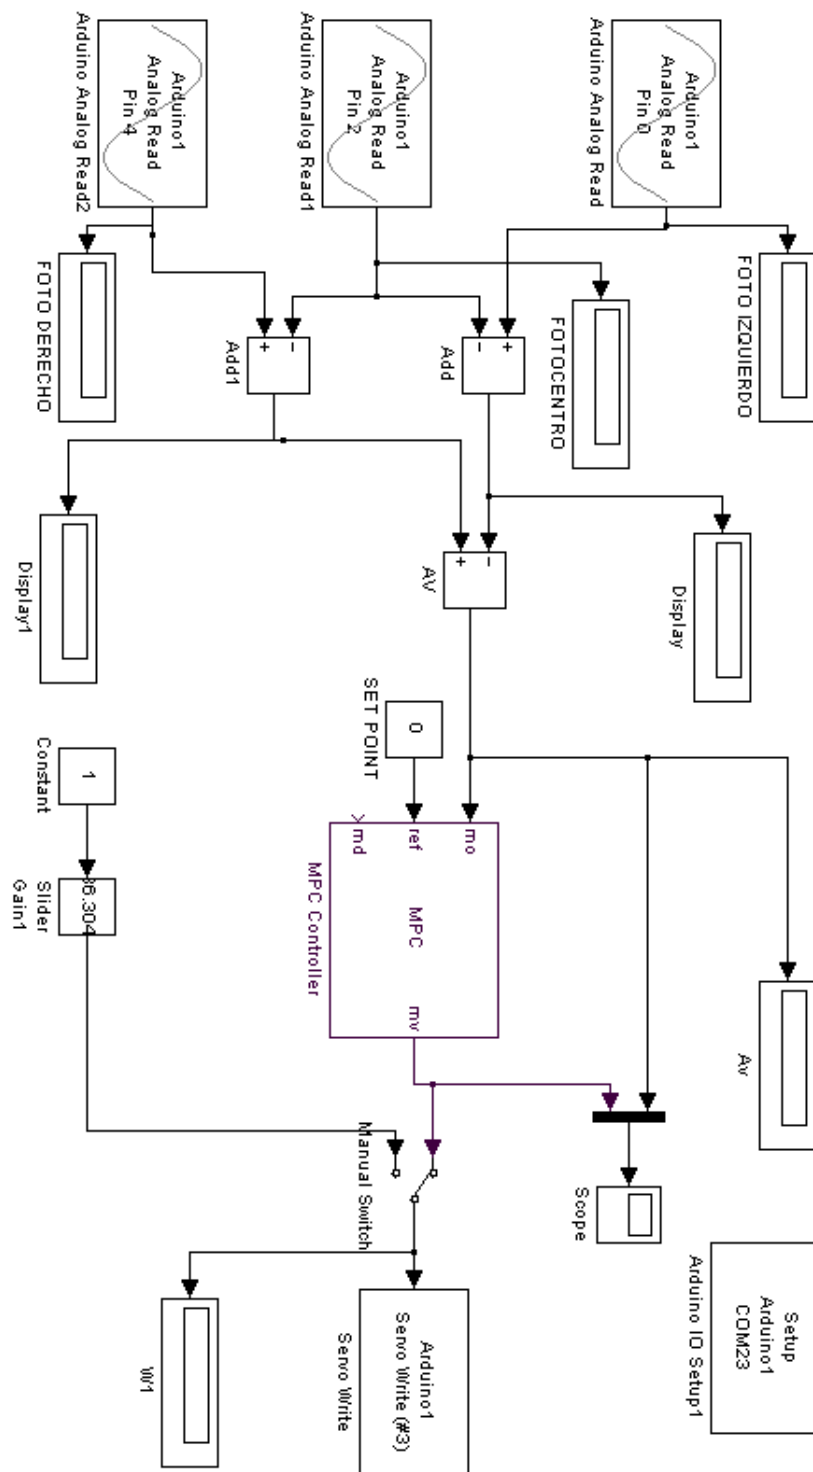 Setup
Arduino1
COM23
Arduino IO Setup1
FOTO IZQUIERDO
Av
Arduino1
Analog Read
Pin 0
Arduino Analog Read
Display
Scope
FOTOCENTRO
+
-
Add
-
+
AV
Arduino1
Analog Read
Pin 2
Arduino Analog Read1
0
SET POINT
mo
ref
md
MPC
mv
MPC Controller
Manual Switch
Arduino1
Servo Write (#3)
Servo Write
-
+
Add1
W1
Arduino1
Analog Read
Pin 4
Arduino Analog Read2
FOTO DERECHO
Display1
1
Constant
Slider
Gain1